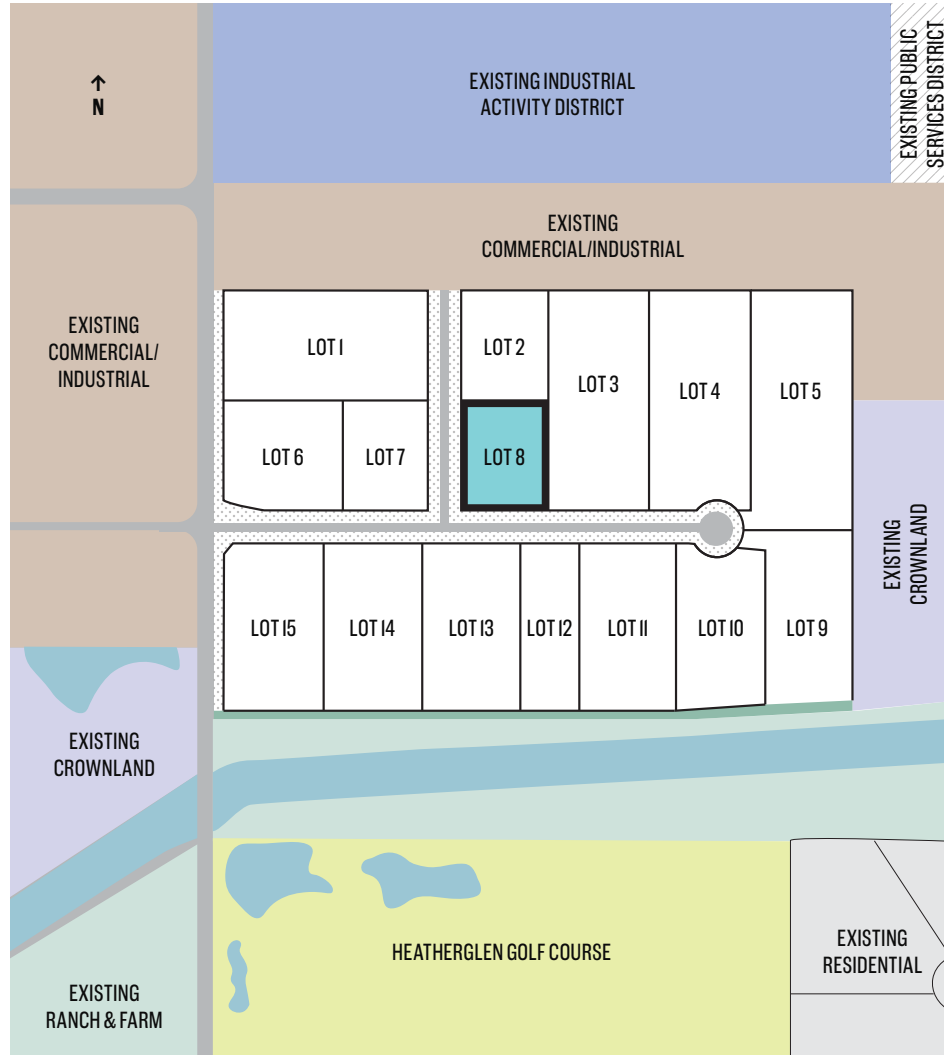 ↑
N
EXISTING INDUSTRIAL
ACTIVITY DISTRICT
EXISTING PUBLIC
SERVICES DISTRICT
EXISTING
COMMERCIAL/INDUSTRIAL
EXISTING
COMMERCIAL/
INDUSTRIAL
LOT 1
LOT 2
LOT 3
LOT 4
LOT 5
LOT 6
LOT 7
LOT 8
EXISTING
CROWNLAND
LOT 15
LOT 14
LOT 13
LOT 12
LOT 11
LOT 10
LOT 9
EXISTING
CROWNLAND
HEATHERGLEN GOLF COURSE
EXISTING
RESIDENTIAL
EXISTING
RANCH & FARM